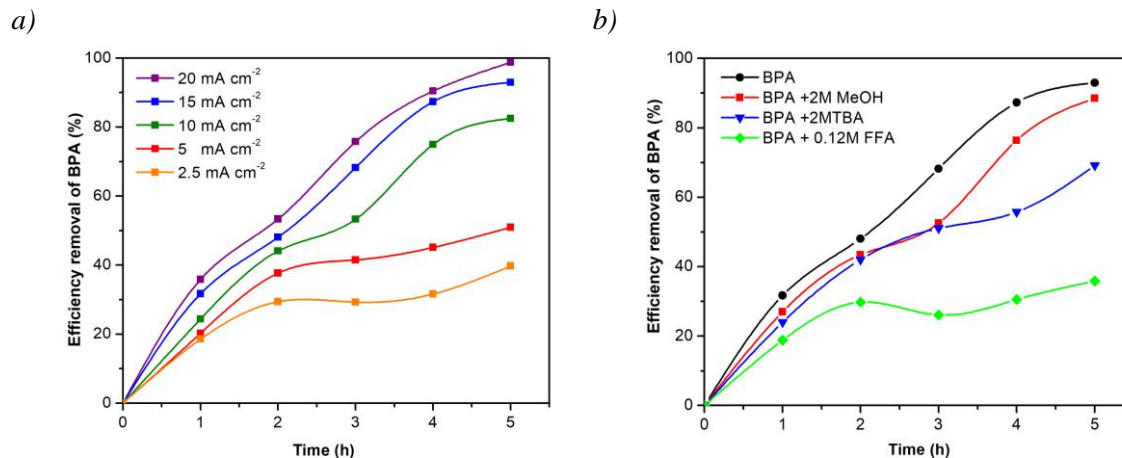 a)
100
80
60
40
20
0
Efficiency removal of BPA (%)
20 mA cm⁻²
15 mA cm⁻²
10 mA cm⁻²
5 mA cm⁻²
2.5 mA cm⁻²
0 1 2 3 4 5
Time (h)
b)
100
80
60
40
20
0
Efficiency removal of BPA (%)
BPA
BPA +2M MeOH
BPA +2MTBA
BPA + 0.12M FFA
0 1 2 3 4 5
Time (h)